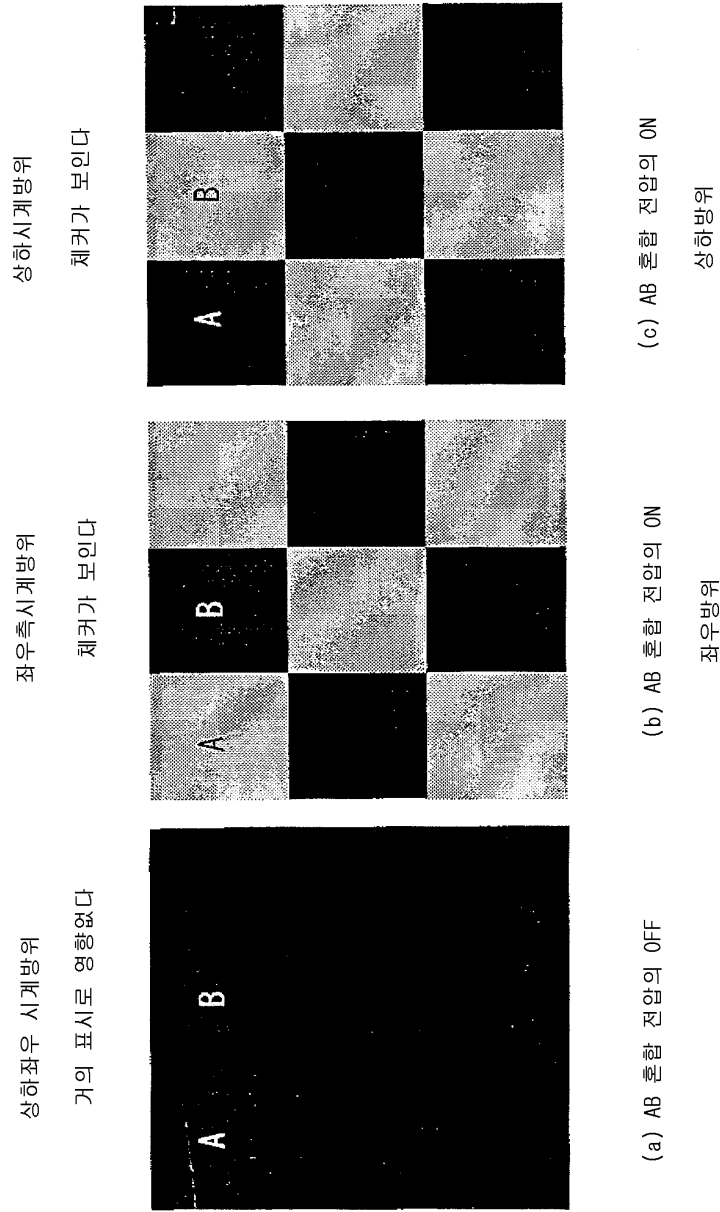 상하좌우 시계방위
거의 표시로 영향없다
A B
(a) AB 혼합 전압의 OFF
좌우측시계방위
체커가 보인다
A B
(b) AB 혼합 전압의 ON
좌우방위
상하시계방위
체커가 보인다
A B
(c) AB 혼합 전압의 ON
상하방위